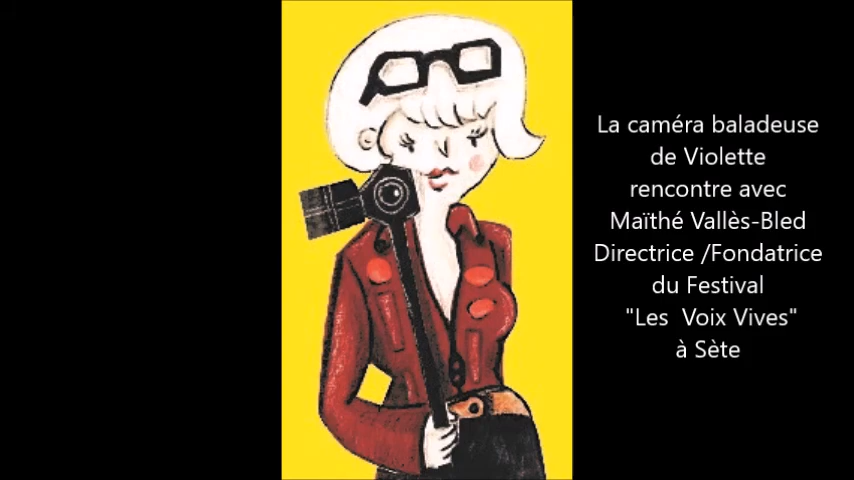 La caméra baladeuse
de Violette
rencontre avec
Maïthé Vallès-Bled
Directrice /Fondatrice
du Festival
"Les  Voix Vives"
à Sète